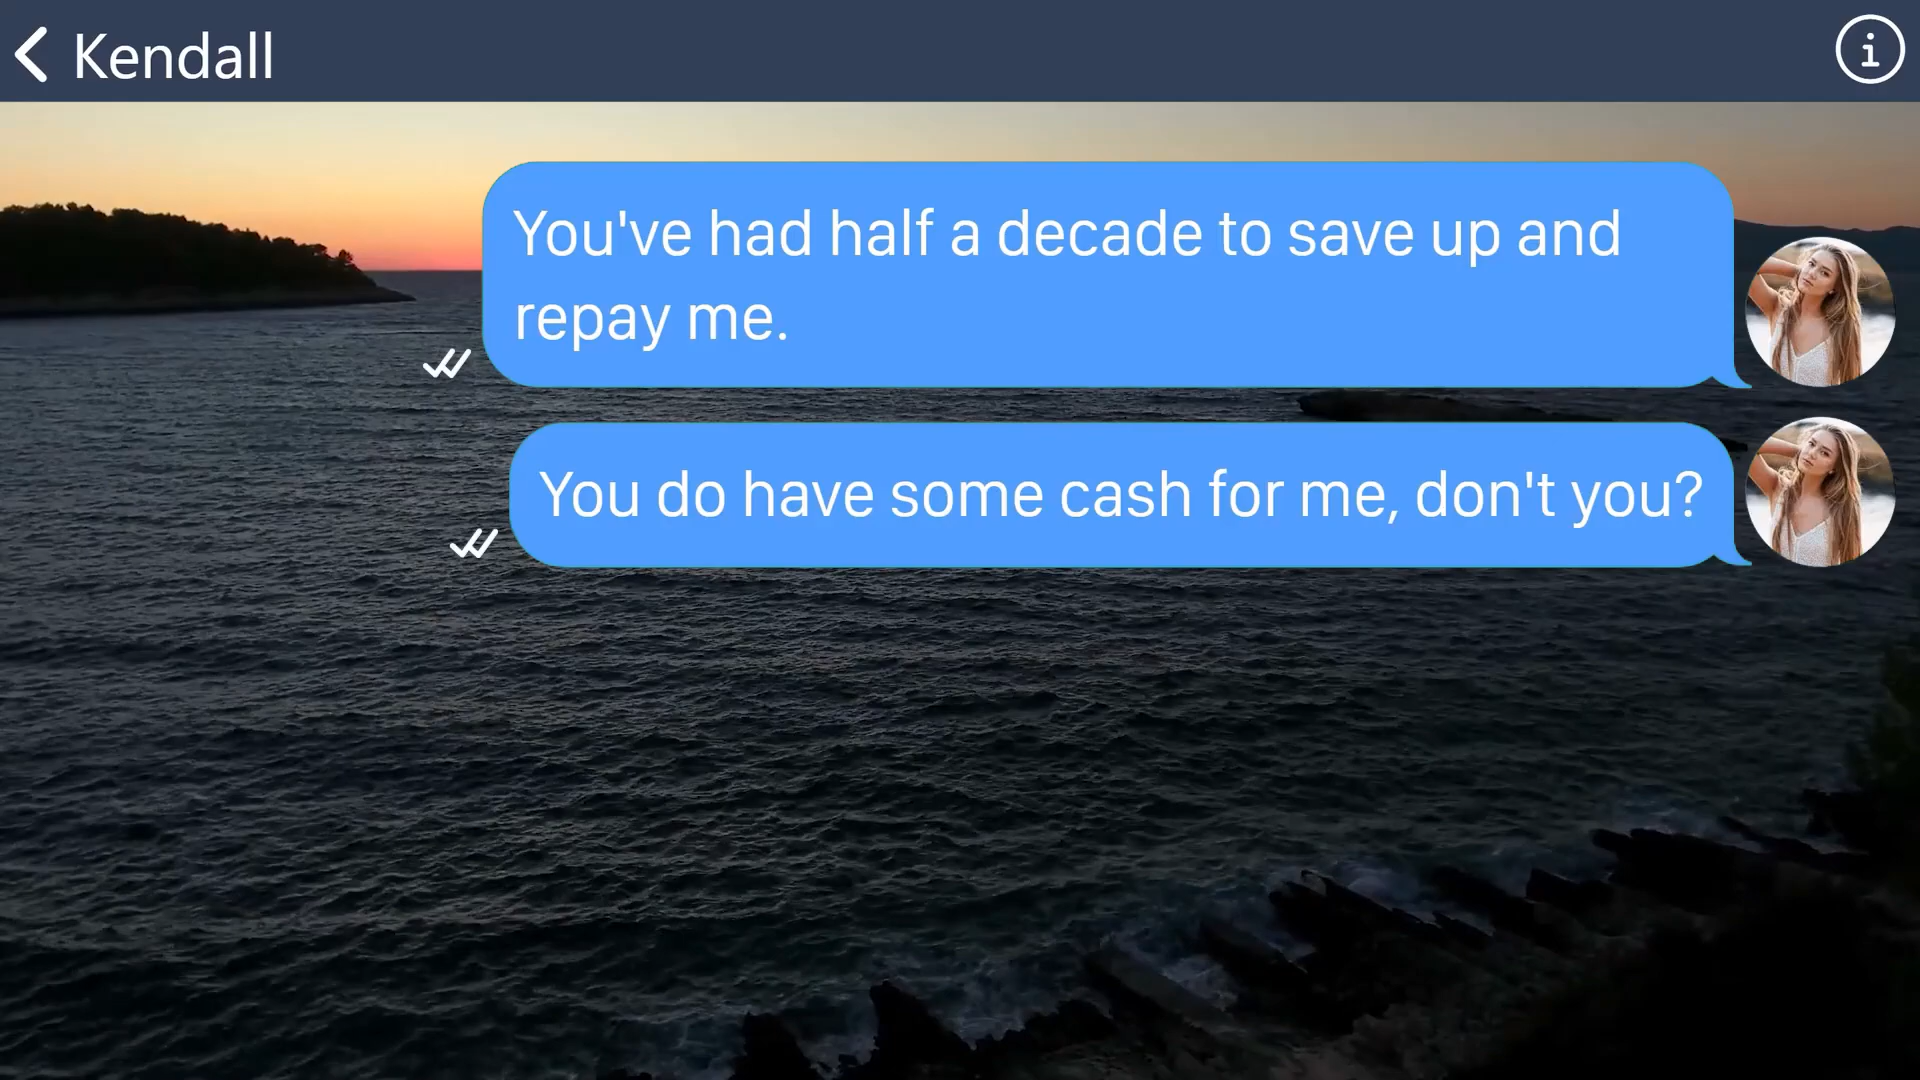 Kendall
You've had half a decade to save up and
repay me.
You do have some cash for me, don't you?